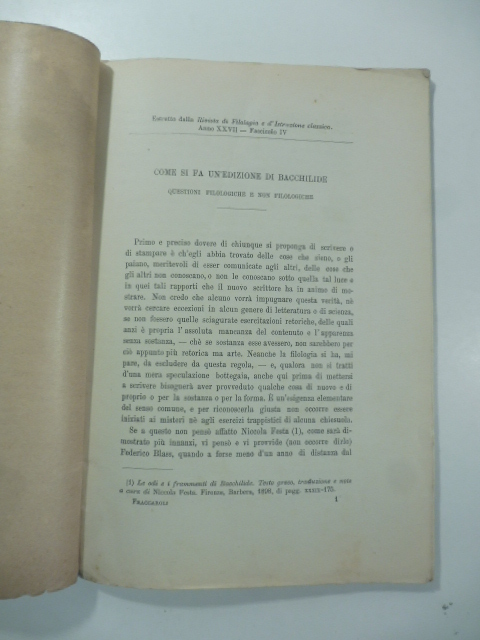 Estratto dalla Rivista di Filologia e d'Istruzione classica.
Anno XXVII — Fascicolo IV
COME SI FA UN'EDIZIONE DI BACCHILIDE
QUESTIONI FILOLOGICHE E NON FILOLOGICHE
Primo e preciso dovere di chiunque si proponga di scrivere e
di stampare è ch'egli abbia trovato delle cose che sieno, o gli
paiano, meritevoli di esser comunicate agli altri, delle cose che
gli altri non conoscano, o non le conoscano sotto quella tal luce e
in quei tali rapporti che il nuovo scrittore ha in animo di mo-
strare. Non credo che alcuno vorrà impugnare questa verità, nè
vorrà cercare eccezioni in alcun genere di letteratura o di scienza,
se non fossero quelle sciagurate esercitazioni retoriche, delle quali
anzi è propria l'assoluta mancanza del contenuto e l'apparenza
senza sostanza, — chè se sostanza esse avessero, non sarebbero per
ciò appunto più retorica ma arte. Neanche la filologia si ha, mi
pare, da escludere da questa regola, — e, qualora non si tratti
d'una mera speculazione bottegaia, anche qui prima di mettersi
a scrivere bisognerà aver provveduto qualche cosa di nuovo e di
proprio o per la sostanza o per la forma. È un'esigenza elementare
del senso comune, e per riconoscerla giusta non occorre essere
iniziati ai misteri nè agli esercizi trappistici di alcuna chiesuola.
Se a questo non pensò affatto Niccola Festa (1), come sarà di-
mostrato più innanzi, vi pensò e vi provvide (non occorre dirlo)
Federico Blass, quando a forse meno d'un anno di distanza dal
(1) Le odi e i frammenti di Bacchilide. Testo greco, traduzione e note
a cura di Niccola Festa. Firenze, Barbèra, 1898, di pagg. XXXIX-170.
FRACCAROLI 1